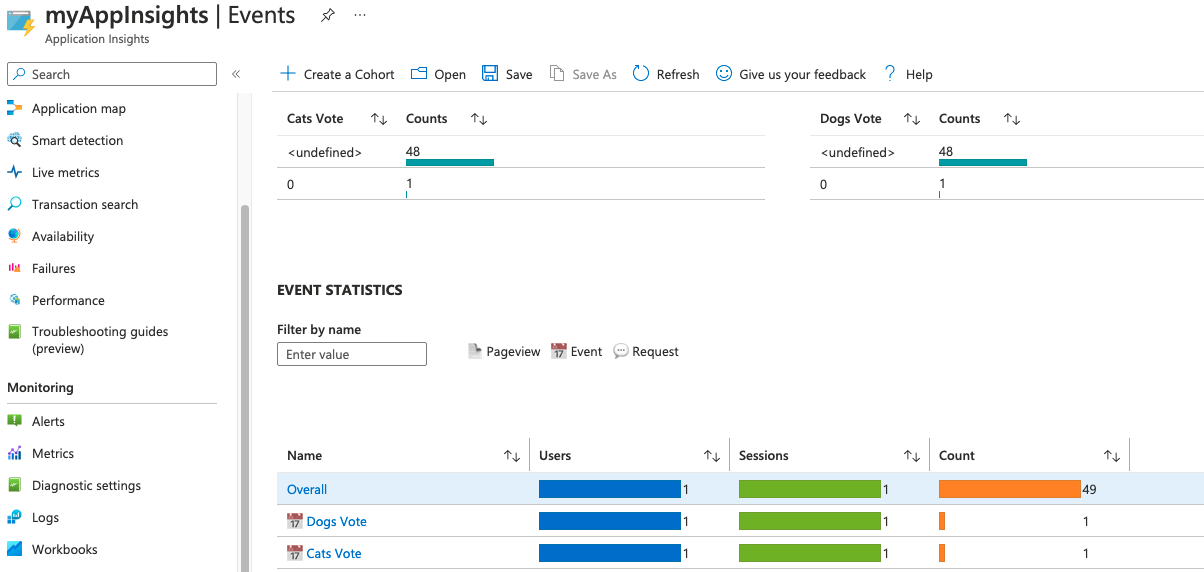 myAppInsights | Events
Application Insights
Search
«
Create a Cohort Open Save Save As Refresh Give us your feedback ? Help
Application map
Smart detection
Live metrics
Transaction search
Availability
Failures
Performance
Troubleshooting guides
(preview)
Monitoring
Alerts
Metrics
Diagnostic settings
Logs
Workbooks
Cats Vote Counts
<undefined> 48
0 1
Dogs Vote Counts
<undefined> 48
0 1
EVENT STATISTICS
Filter by name
Enter value
Pageview 17 Event Request
Name Users Sessions Count
Overall 1 1 49
17 Dogs Vote 1 1 1
17 Cats Vote 1 1 1